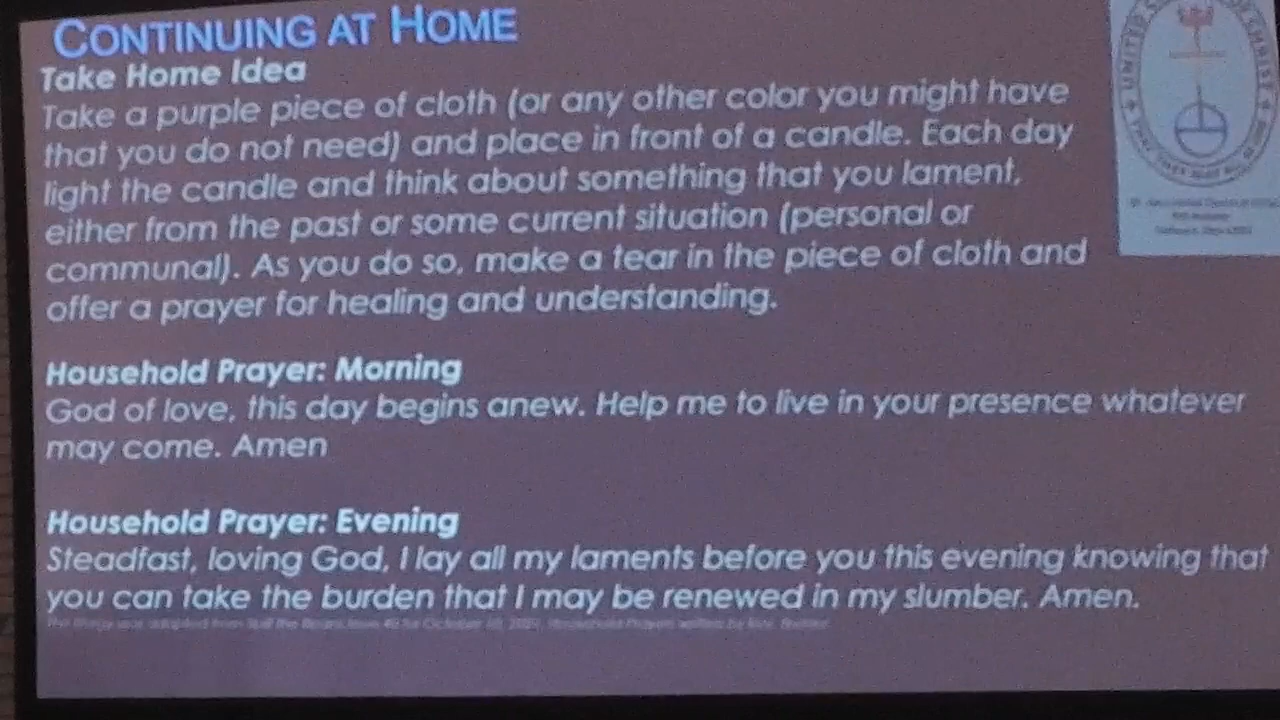 CONTINUING AT HOME
Take Home Idea
Take a purple piece of cloth (or any other color you might have
that you do not need) and place in front of a candle. Each day
light the candle and think about something that you lament,
either from the past or some current situation (personal or
communal). As you do so, make a tear in the piece of cloth and
offer a prayer for healing and understanding.
Household Prayer: Morning
God of love, this day begins anew. Help me to live in your presence whatever
may come. Amen
Household Prayer: Evening
Steadfast, loving God, I lay all my laments before you this evening knowing that
you can take the burden that I may be renewed in my slumber. Amen.
UNITED OF CHRIST